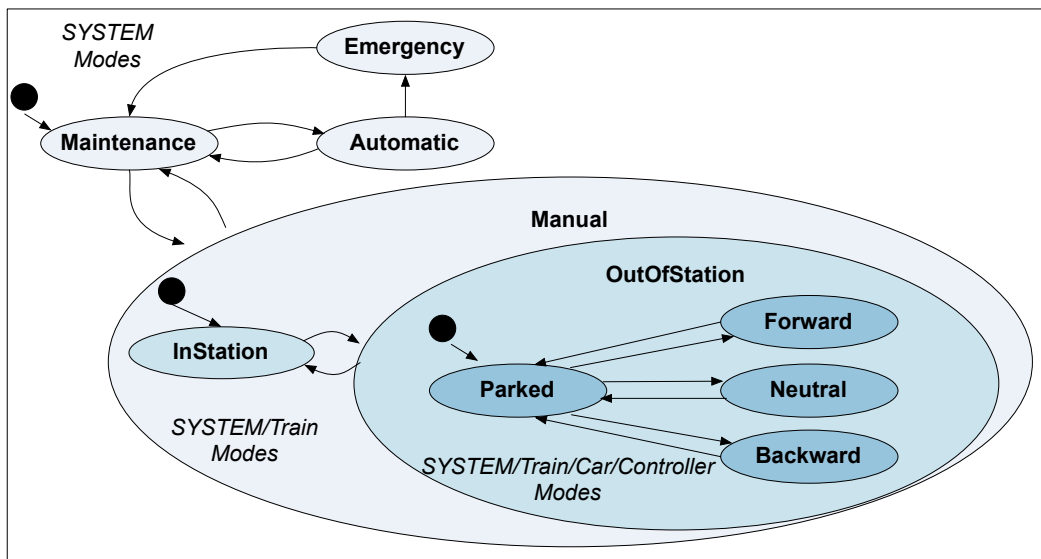 SYSTEM
Modes
Emergency
Maintenance
Automatic
Manual
OutOfStation
InStation
Forward
Parked
Neutral
Backward
SYSTEM/Train
Modes
SYSTEM/Train/Car/Controller
Modes